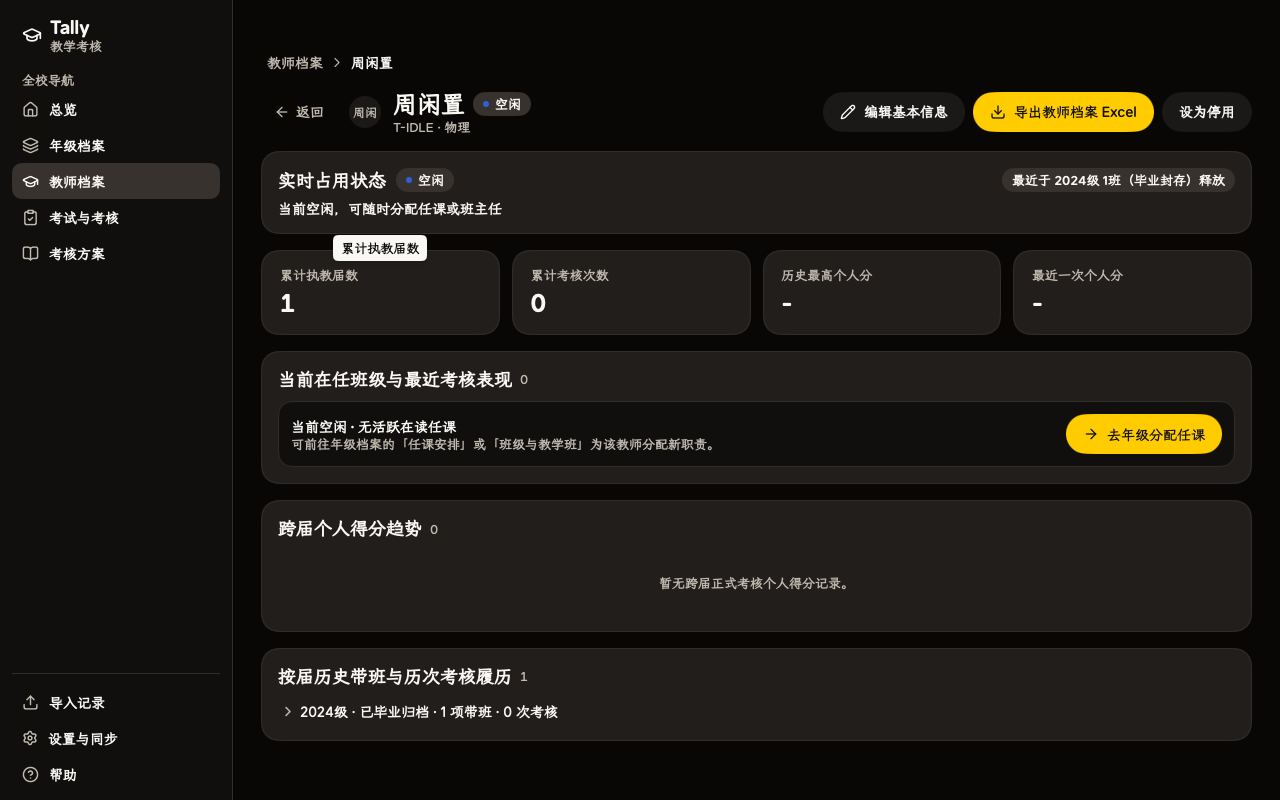 Tally
教学考核
全校导航
总览
年级档案
教师档案
考试与考核
考核方案
导入记录
设置与同步
帮助
教师档案 周闲置
返回
周闲
周闲置
空闲
T-IDLE · 物理
编辑基本信息
导出教师档案 Excel
设为停用
实时占用状态
空闲
最近于 2024级 1班（毕业封存）释放
当前空闲，可随时分配任课或班主任
累计执教届数
累计执教届数
1
累计考核次数
0
历史最高个人分
-
最近一次个人分
-
当前在任班级与最近考核表现 0
当前空闲 · 无活跃在读任课
可前往年级档案的「任课安排」或「班级与教学班」为该教师分配新职责。
去年级分配任课
跨届个人得分趋势 0
暂无跨届正式考核个人得分记录。
按届历史带班与历次考核履历 1
2024级 · 已毕业归档 · 1 项带班 · 0 次考核